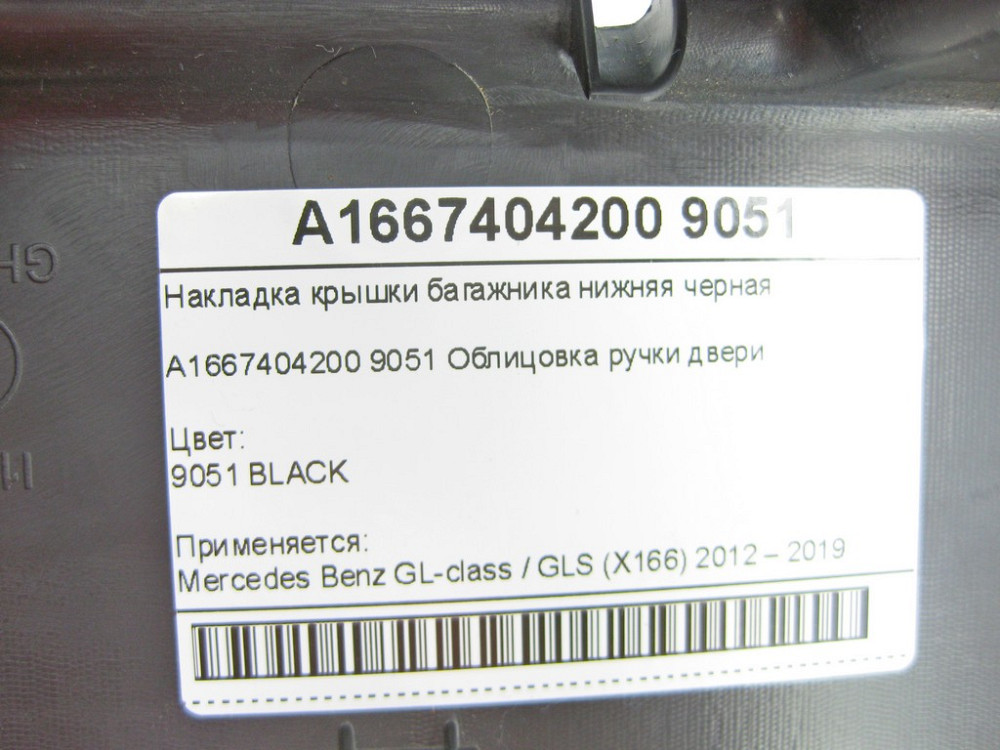 A1667404200 9051
Накладка крышки багажника нижняя черная
A1667404200 9051 Облицовка ручки двери
Цвет:
9051 BLACK
Применяется:
Mercedes Benz GL-class / GLS (X166) 2012 – 2019